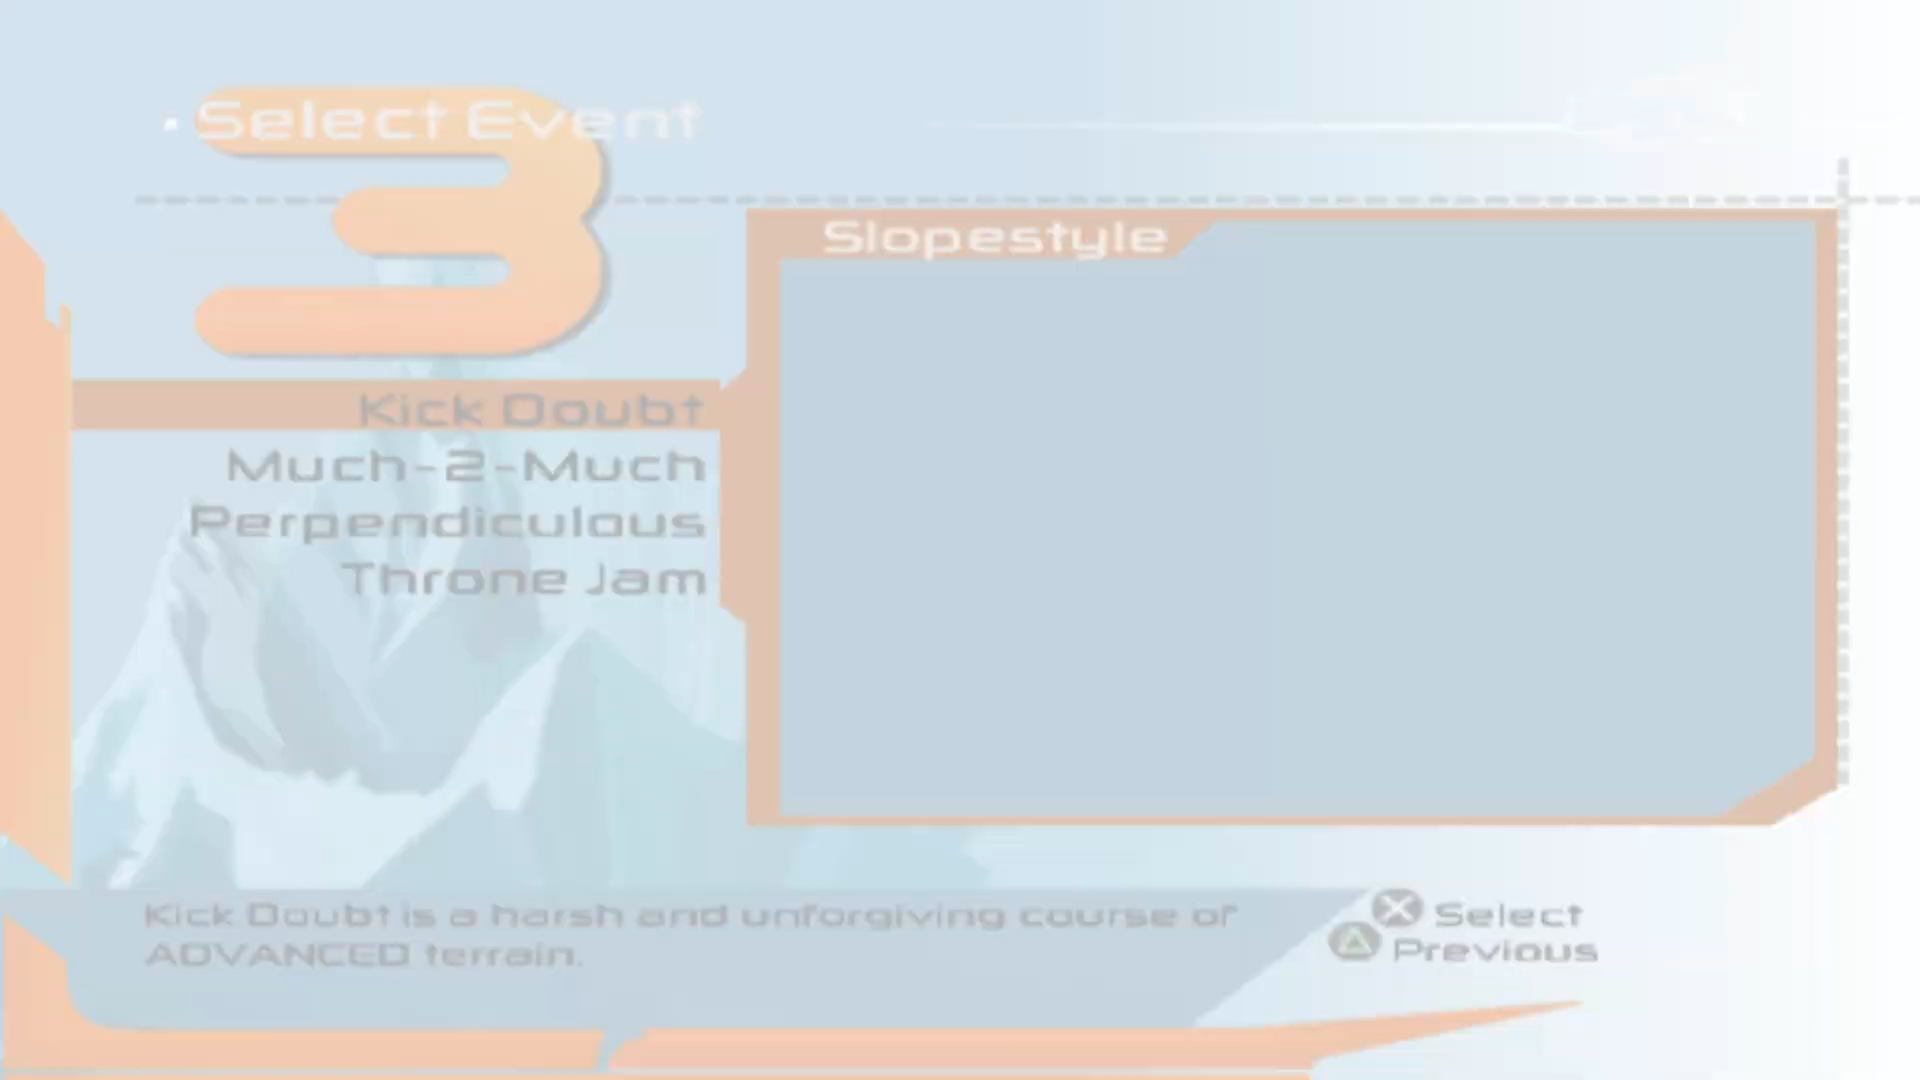 Select Event
3
Slopestyle
Kick Doubt
Much-2-Much
Perpendiculous
Throne Jam
Kick Doubt is a harsh and unforgiving course of
ADVANCED terrain.
Select
Previous